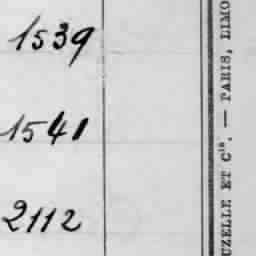 1539
1541
2112
UZELLE ET Cie. — PARIS, LIMO